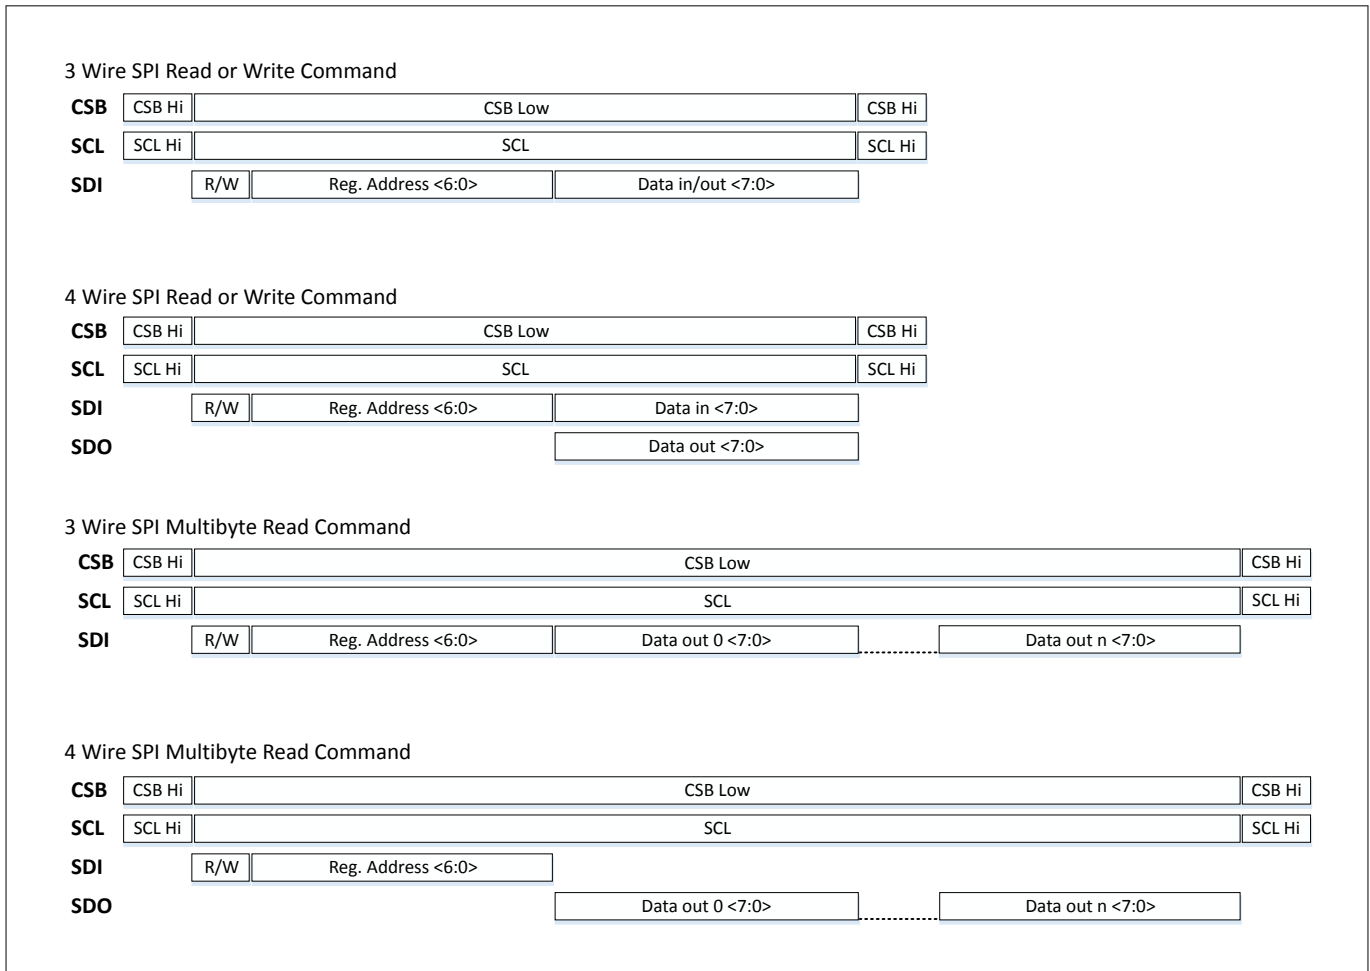 3 Wire SPI Read or Write Command
CSB CSB Hi CSB Low CSB Hi
SCL SCL Hi SCL SCL Hi
SDI R/W Reg. Address <6:0> Data in/out <7:0>
4 Wire SPI Read or Write Command
CSB CSB Hi CSB Low CSB Hi
SCL SCL Hi SCL SCL Hi
SDI R/W Reg. Address <6:0> Data in <7:0>
SDO Data out <7:0>
3 Wire SPI Multibyte Read Command
CSB CSB Hi CSB Low CSB Hi
SCL SCL Hi SCL SCL Hi
SDI R/W Reg. Address <6:0> Data out 0 <7:0> Data out n <7:0>
4 Wire SPI Multibyte Read Command
CSB CSB Hi CSB Low CSB Hi
SCL SCL Hi SCL SCL Hi
SDI R/W Reg. Address <6:0>
SDO Data out 0 <7:0> Data out n <7:0>